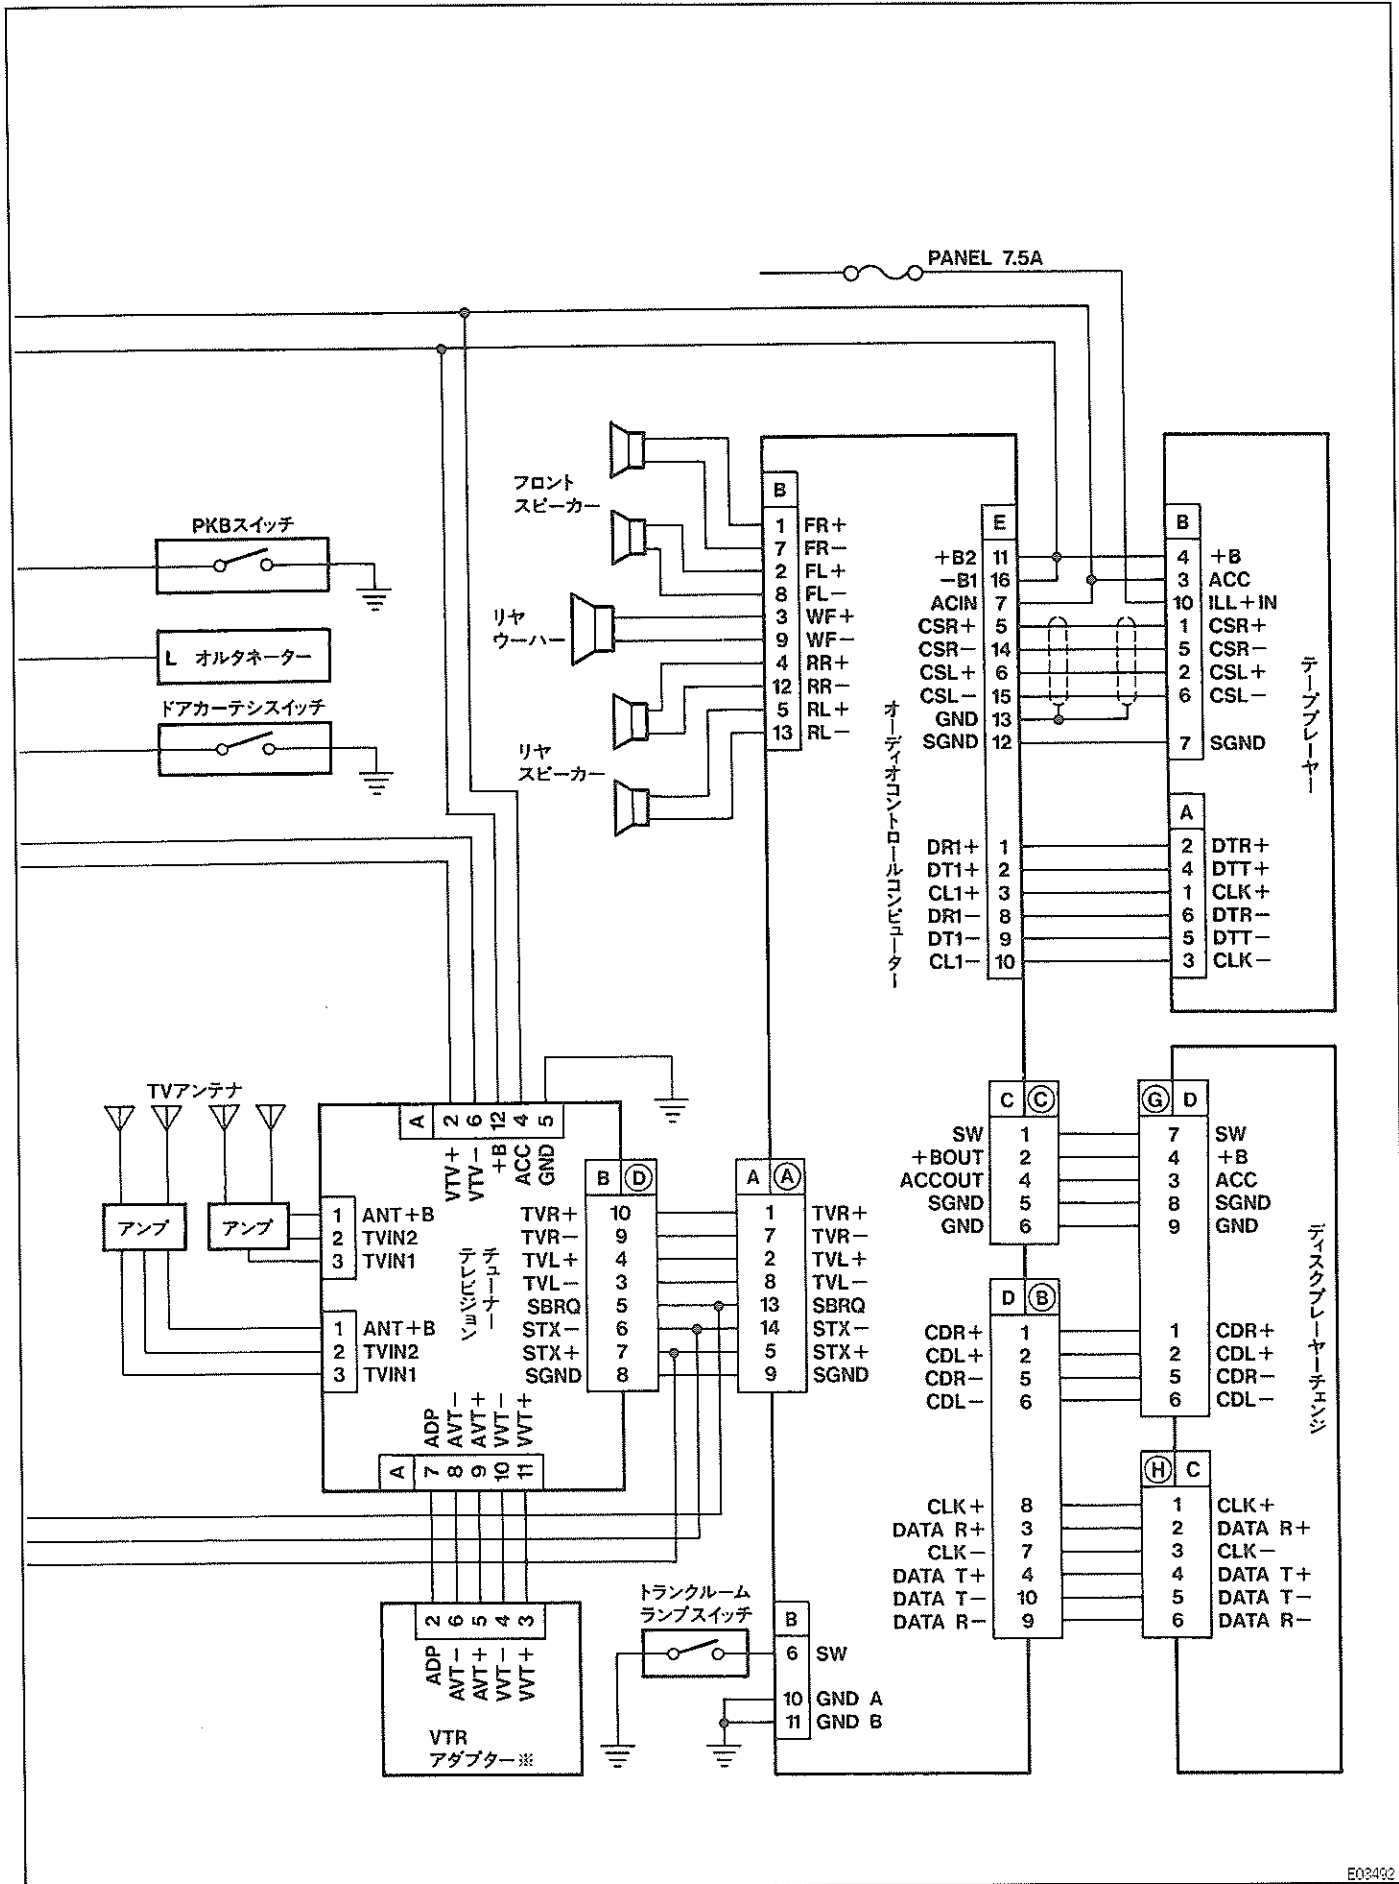 PANEL 7.5A
フロント
スピーカー
リヤ
ウーハー
リヤ
スピーカー
PKBスイッチ
L オルタネーター
ドアカーテシスイッチ
B
1 FR+
7 FR-
2 FL+
8 FL-
3 WF+
9 WF-
4 RR+
12 RR-
5 RL+
13 RL-
オーディオコントロールコンピューター
E
+B2 11
-B1 16
ACIN 7
CSR+ 5
CSR- 14
CSL+ 6
CSL- 15
GND 13
SGND 12
DR1+ 1
DT1+ 2
CL1+ 3
DR1- 8
DT1- 9
CL1- 10
B
4 +B
3 ACC
10 ILL+IN
1 CSR+
5 CSR-
2 CSL+
6 CSL-
7 SGND
テーププレーヤー
A
2 DTR+
4 DTT+
1 CLK+
6 DTR-
5 DTT-
3 CLK-
TVアンテナ
アンプ
アンプ
A 2 6 12 4 5
VTV+
VTV-
+B
ACC
GND
1 ANT+B
2 TVIN2
3 TVIN1
1 ANT+B
2 TVIN2
3 TVIN1
チューナー
テレビジョン
B Ⓓ
TVR+ 10
TVR- 9
TVL+ 4
TVL- 3
SBRQ 5
STX- 6
STX+ 7
SGND 8
A Ⓐ
1 TVR+
7 TVR-
2 TVL+
8 TVL-
13 SBRQ
14 STX-
5 STX+
9 SGND
ADP
AVT-
AVT+
VVT-
VVT+
A 7 8 9 10 11
2 6 5 4 3
ADP
AVT-
AVT+
VVT-
VVT+
VTR
アダプター※
トランクルーム
ランプスイッチ
B
6 SW
10 GND A
11 GND B
C Ⓒ
SW 1
+BOUT 2
ACCOUT 4
SGND 5
GND 6
D Ⓑ
CDR+ 1
CDL+ 2
CDR- 5
CDL- 6
CLK+ 8
DATA R+ 3
CLK- 7
DATA T+ 4
DATA T- 10
DATA R- 9
Ⓖ D
7 SW
4 +B
3 ACC
8 SGND
9 GND
1 CDR+
2 CDL+
5 CDR-
6 CDL-
ディスクプレーヤーチェンジ
Ⓗ C
1 CLK+
2 DATA R+
3 CLK-
4 DATA T+
5 DATA T-
6 DATA R-
E03492